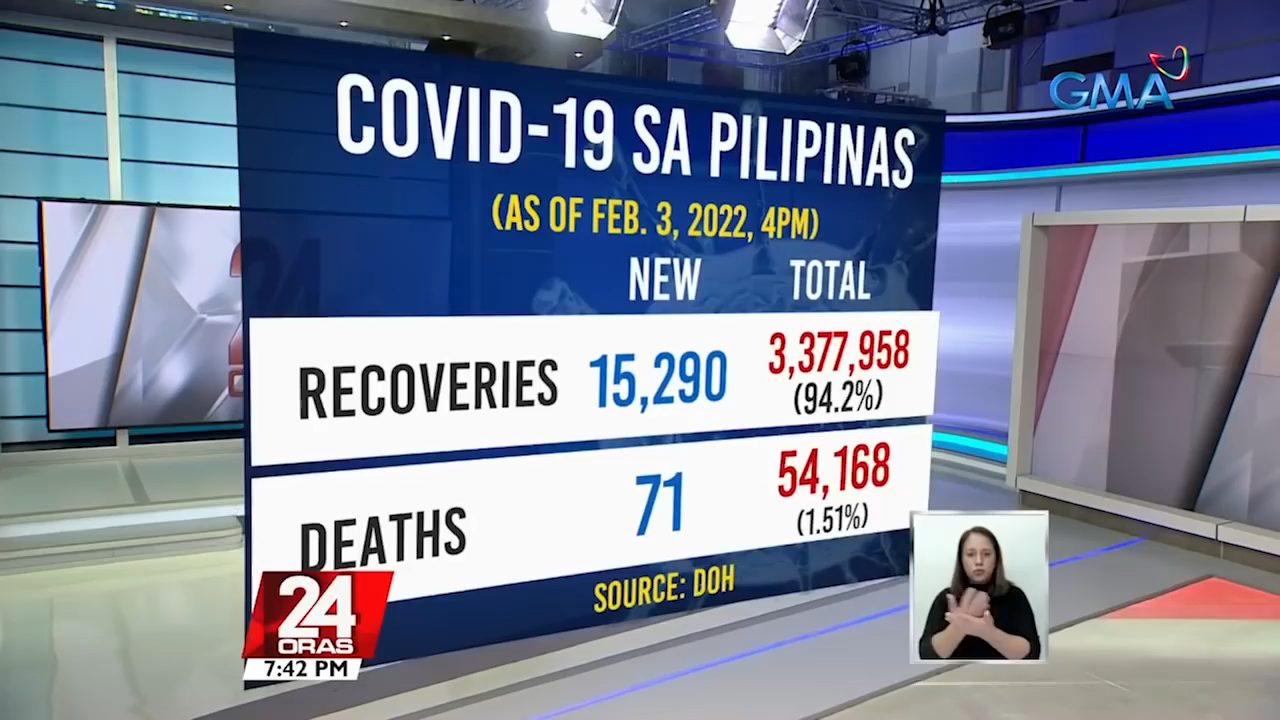 GMA
COVID-19 SA PILIPINAS
(AS OF FEB. 3, 2022, 4PM)
NEW TOTAL
RECOVERIES 15,290 3,377,958
(94.2%)
DEATHS 71 54,168
(1.51%)
SOURCE: DOH
24
ORAS
7:42 PM